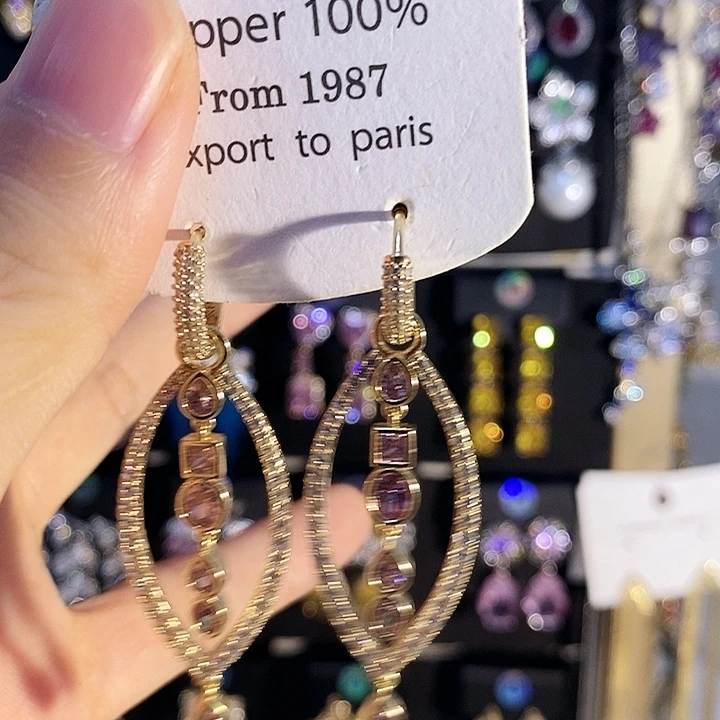 pper 100%
From 1987
xport to paris